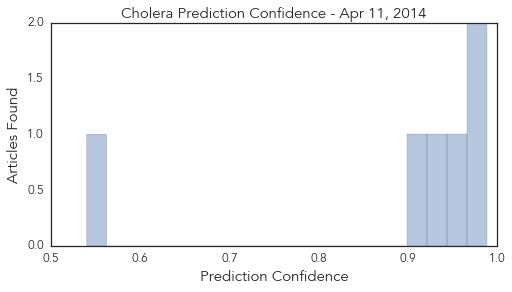 Cholera Prediction Confidence - Apr 11, 2014
2.0
1.5
1.0
0.5
0.0
Articles Found
0.5 0.6 0.7 0.8 0.9 1.0
Prediction Confidence